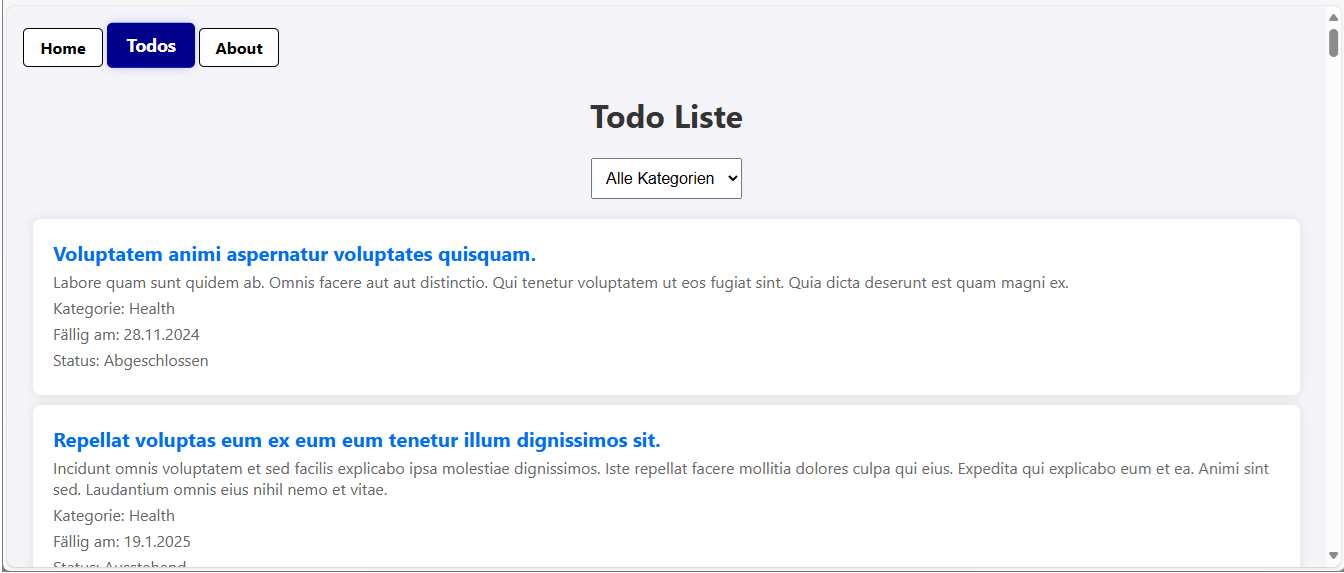 Home
Todos
About
Todo Liste
Alle Kategorien
Voluptatem animi aspernatur voluptates quisquam.
Labore quam sunt quidem ab. Omnis facere aut aut distinctio. Qui tenetur voluptatem ut eos fugiat sint. Quia dicta deserunt est quam magni ex.
Kategorie: Health
Fällig am: 28.11.2024
Status: Abgeschlossen
Repellat voluptas eum ex eum eum tenetur illum dignissimos sit.
Incidunt omnis voluptatem et sed facilis explicabo ipsa molestiae dignissimos. Iste repellat facere mollitia dolores culpa qui eius. Expedita qui explicabo eum et ea. Animi sint
sed. Laudantium omnis eius nihil nemo et vitae.
Kategorie: Health
Fällig am: 19.1.2025
Status: Ausstehend